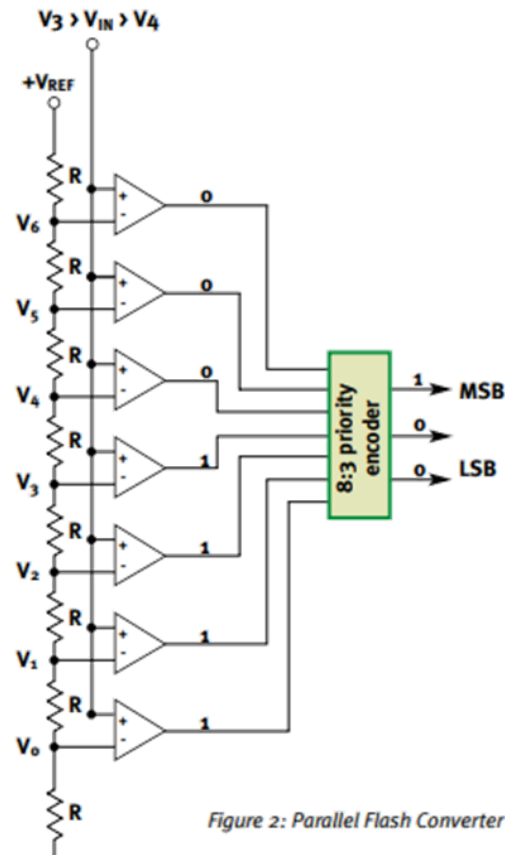 V3 > VIN > V4
+VREF
R
0
V6
R
0
V5
R
0
V4
R
1
V3
R
1
V2
R
1
V1
R
1
V0
R
+
-
+
-
+
-
+
-
+
-
+
-
+
-
8:3 priority
encoder
1
MSB
0
0
LSB
Figure 2: Parallel Flash Converter